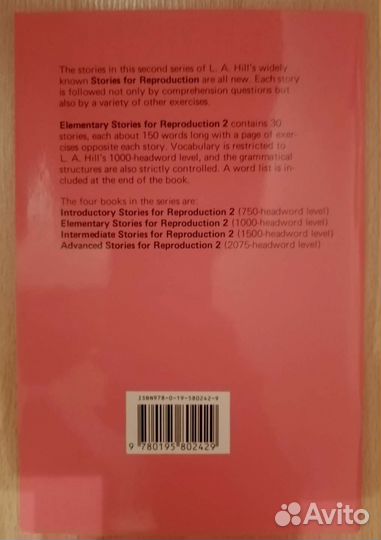 The stories in this second series of L. A. Hill's widely
known Stories for Reproduction are all new. Each story
is followed not only by comprehension questions but
also by a variety of other exercises.
Elementary Stories for Reproduction 2 contains 30
stories, each about 150 words long with a page of exer-
cises opposite each story. Vocabulary is restricted to
L. A. Hill's 1000-headword level, and the grammatical
structures are also strictly controlled. A word list is in-
cluded at the end of the book.
The four books in the series are:
Introductory Stories for Reproduction 2 (750-headword level)
Elementary Stories for Reproduction 2 (1000-headword level)
Intermediate Stories for Reproduction 2 (1500-headword level)
Advanced Stories for Reproduction 2 (2075-headword level)
ISBN978-0-19-580242-9
9 780195 802429
Avito